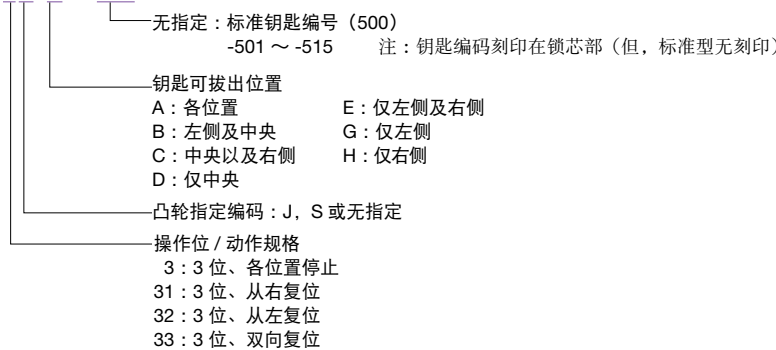 无指定：标准钥匙编号（500）
-501 ～ -515 注：钥匙编码刻印在锁芯部（但，标准型无刻印）
钥匙可拔出位置
A：各位置 E：仅左侧及右侧
B：左侧及中央 G：仅左侧
C：中央以及右侧 H：仅右侧
D：仅中央
凸轮指定编码：J，S 或无指定
操作位 / 动作规格
3：3 位、各位置停止
31：3 位、从右复位
32：3 位、从左复位
33：3 位、双向复位